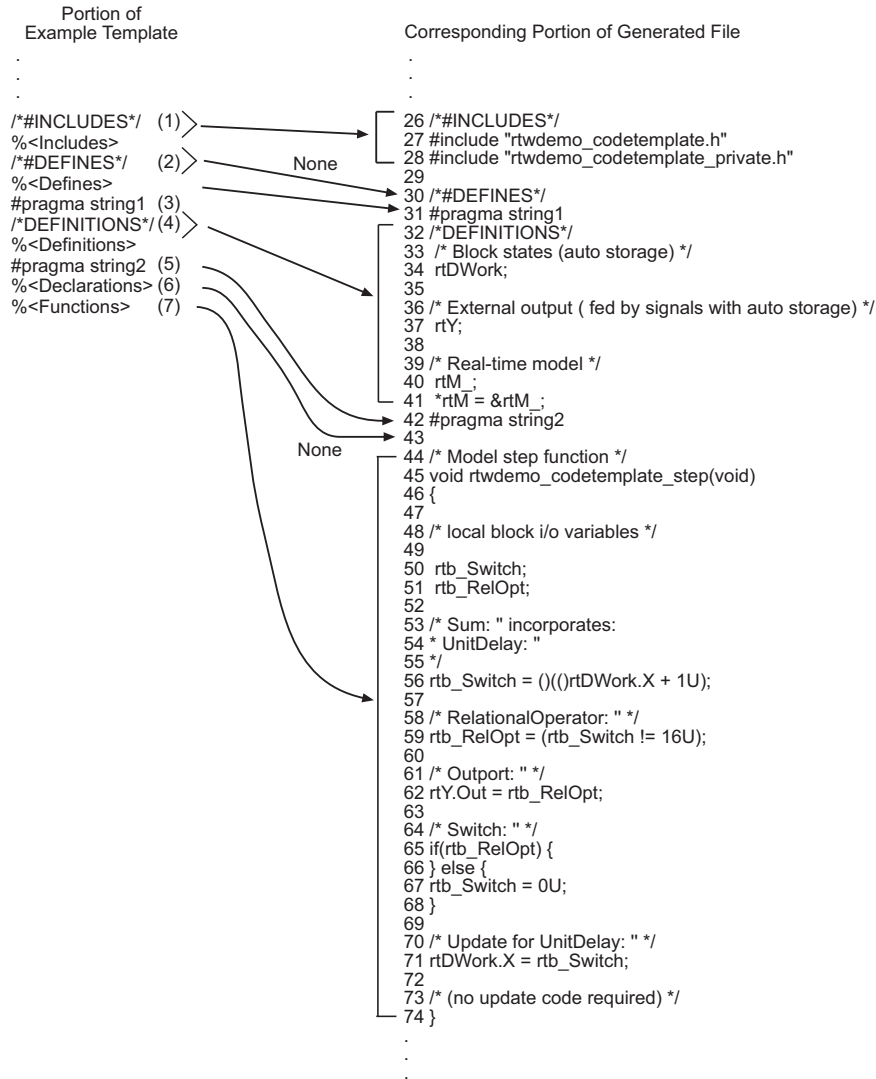 Portion of
Example Template
.
.
.
/*#INCLUDES*/ (1)
%<Includes>
/*#DEFINES*/ (2)
%<Defines>
#pragma string1 (3)
/*DEFINITIONS*/ (4)
%<Definitions>
#pragma string2 (5)
%<Declarations> (6)
%<Functions> (7)
None
None
Corresponding Portion of Generated File
.
.
.
26 /*#INCLUDES*/
27 #include "rtwdemo_codetemplate.h"
28 #include "rtwdemo_codetemplate_private.h"
29
30 /*#DEFINES*/
31 #pragma string1
32 /*DEFINITIONS*/
33 /* Block states (auto storage) */
34 rtDWork;
35
36 /* External output ( fed by signals with auto storage) */
37 rtY;
38
39 /* Real-time model */
40 rtM_;
41 *rtM = &rtM_;
42 #pragma string2
43
44 /* Model step function */
45 void rtwdemo_codetemplate_step(void)
46 {
47
48 /* local block i/o variables */
49
50 rtb_Switch;
51 rtb_RelOpt;
52
53 /* Sum: '' incorporates:
54 * UnitDelay: ''
55 */
56 rtb_Switch = ()(()rtDWork.X + 1U);
57
58 /* RelationalOperator: '' */
59 rtb_RelOpt = (rtb_Switch != 16U);
60
61 /* Outport: '' */
62 rtY.Out = rtb_RelOpt;
63
64 /* Switch: '' */
65 if(rtb_RelOpt) {
66 } else {
67 rtb_Switch = 0U;
68 }
69
70 /* Update for UnitDelay: '' */
71 rtDWork.X = rtb_Switch;
72
73 /* (no update code required) */
74 }
.
.
.